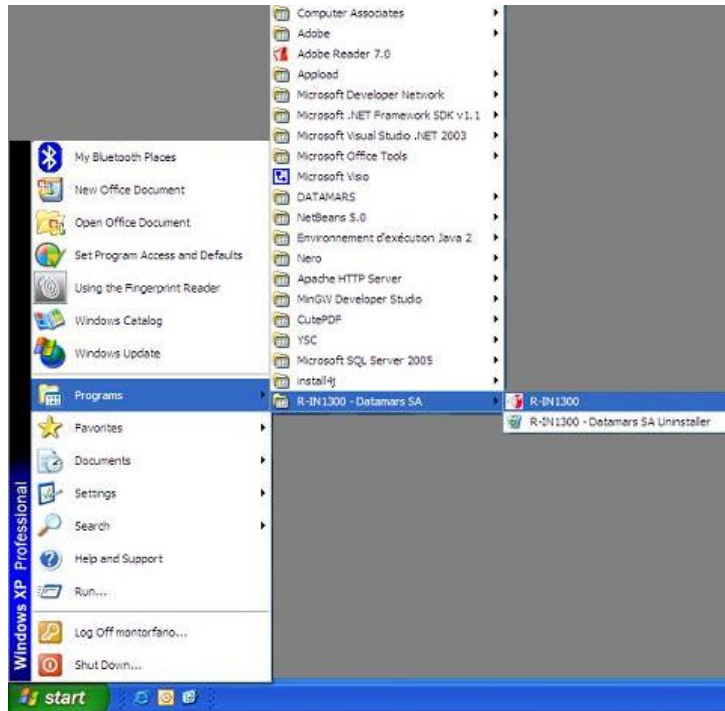 Computer Associates
Adobe
Adobe Reader 7.0
Appload
Microsoft Developer Network
Microsoft .NET Framework SDK v1.1
Microsoft Visual Studio .NET 2003
Microsoft Office Tools
Microsoft Visio
DATAMARS
NetBeans 5.0
Environnement d'exécution Java 2
Nero
Apache HTTP Server
MinGW Developer Studio
CutePDF
YSC
Microsoft SQL Server 2005
install4j
R-IN1300 - Datamars SA
R-IN1300
R-IN1300 - Datamars SA Uninstaller
My Bluetooth Places
New Office Document
Open Office Document
Set Program Access and Defaults
Using the Fingerprint Reader
Windows Catalog
Windows Update
Programs
Favorites
Documents
Settings
Search
Help and Support
Run...
Log Off montorfano...
Shut Down...
Windows XP Professional
start